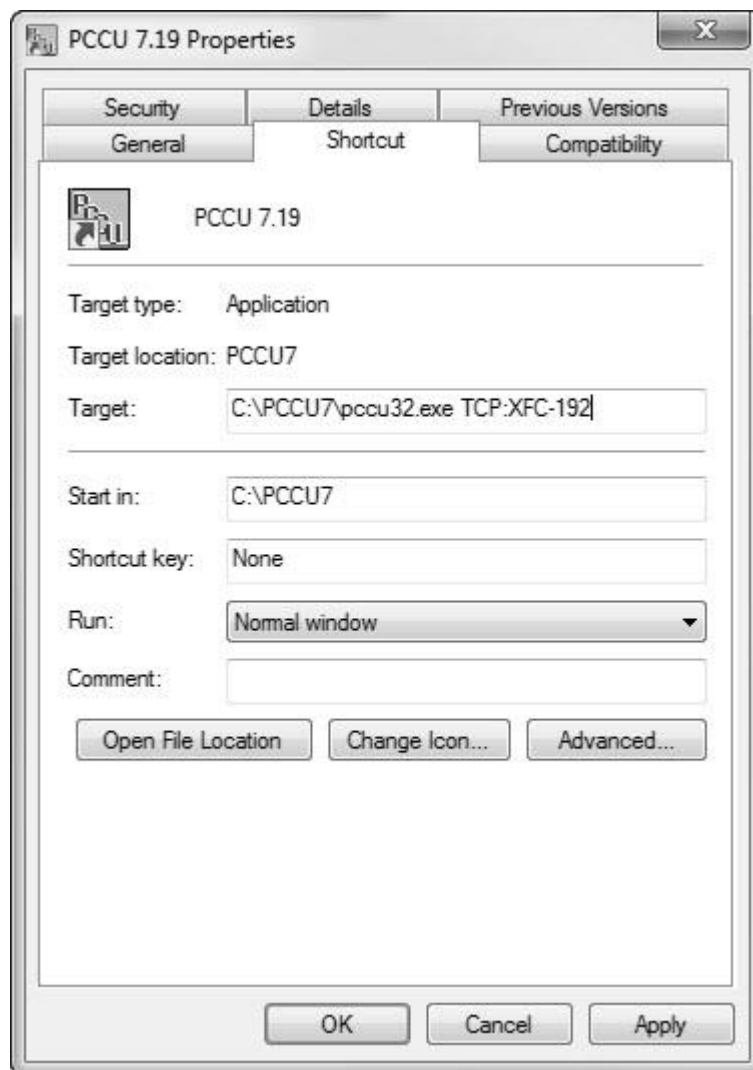 PCCU 7.19 Properties
Security Details Previous Versions
General Shortcut Compatibility
PCCU 7.19
Target type: Application
Target location: PCCU7
Target: C:\PCCU7\pccu32.exe TCP:XFC-192
Start in: C:\PCCU7
Shortcut key: None
Run: Normal window
Comment:
Open File Location Change Icon... Advanced...
OK Cancel Apply